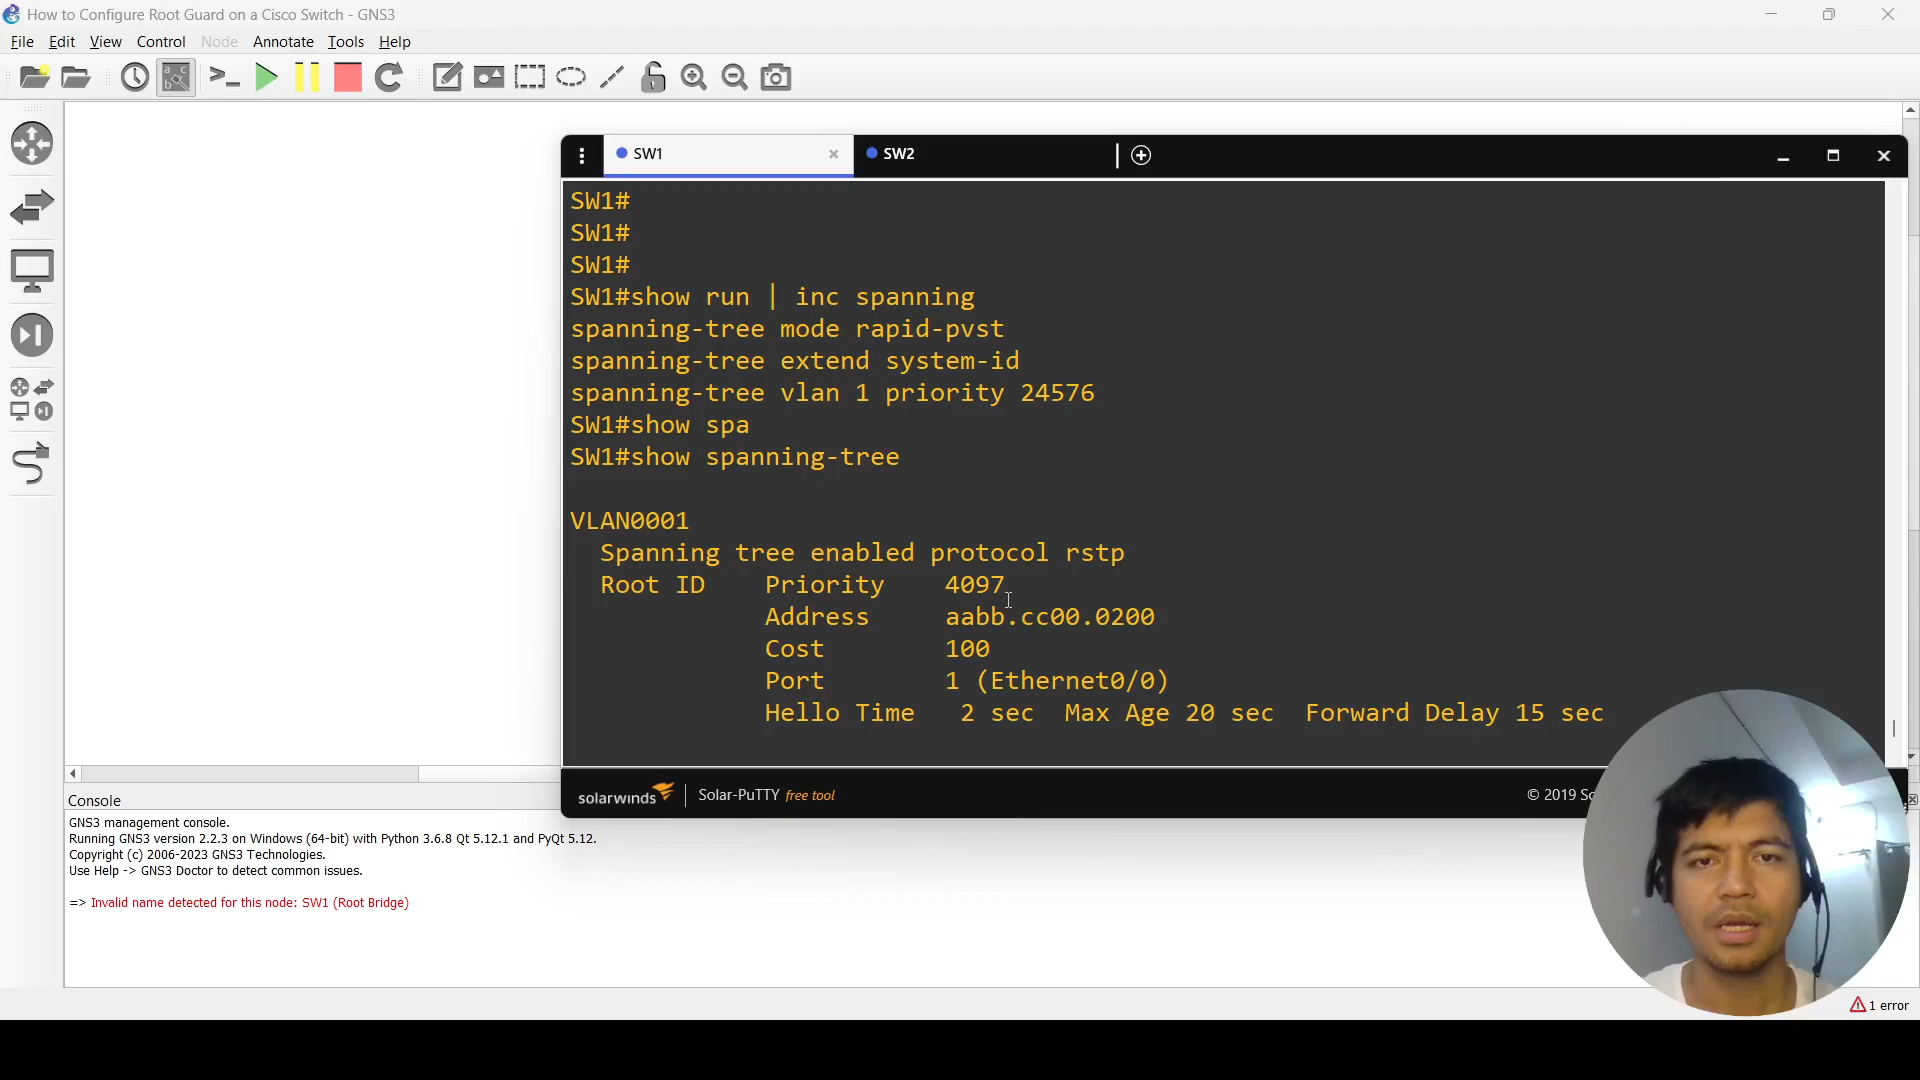 How to Configure Root Guard on a Cisco Switch - GNS3
File Edit View Control Node Annotate Tools Help
SW1 SW2
SW1#
SW1#
SW1#
SW1#show run | inc spanning
spanning-tree mode rapid-pvst
spanning-tree extend system-id
spanning-tree vlan 1 priority 24576
SW1#show spa
SW1#show spanning-tree
VLAN0001
Spanning tree enabled protocol rstp
Root ID Priority 4097
Address aabb.cc00.0200
Cost 100
Port 1 (Ethernet0/0)
Hello Time 2 sec Max Age 20 sec Forward Delay 15 sec
solarwinds Solar-PuTTY free tool © 2019
Console
GNS3 management console.
Running GNS3 version 2.2.3 on Windows (64-bit) with Python 3.6.8 Qt 5.12.1 and PyQt 5.12.
Copyright (c) 2006-2023 GNS3 Technologies.
Use Help -> GNS3 Doctor to detect common issues.
=> Invalid name detected for this node: SW1 (Root Bridge)
1 error